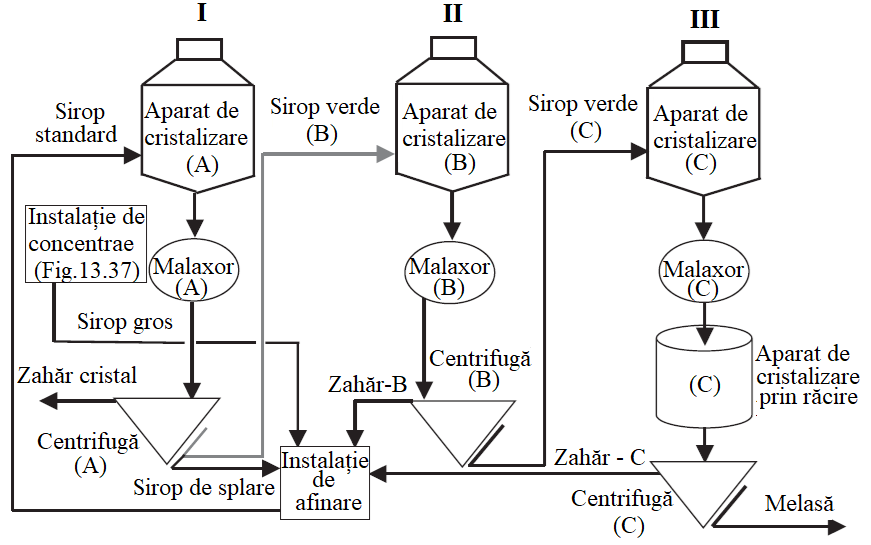 I
II
III
Sirop
standard
Aparat de
cristalizare
(A)
Sirop verde
(B)
Aparat de
cristalizare
(B)
Sirop verde
(C)
Aparat de
cristalizare
(C)
Instalație de
concentrae
(Fig.13.37)
Malaxor
(A)
Malaxor
(B)
Malaxor
(C)
Sirop gros
Zahăr cristal
Centrifugă
(A)
Sirop de splare
Zahăr-B
Centrifugă
(B)
(C)
Aparat de
cristalizare
prin răcire
Instalație
de
afinare
Zahăr - C
Centrifugă
(C)
Melasă